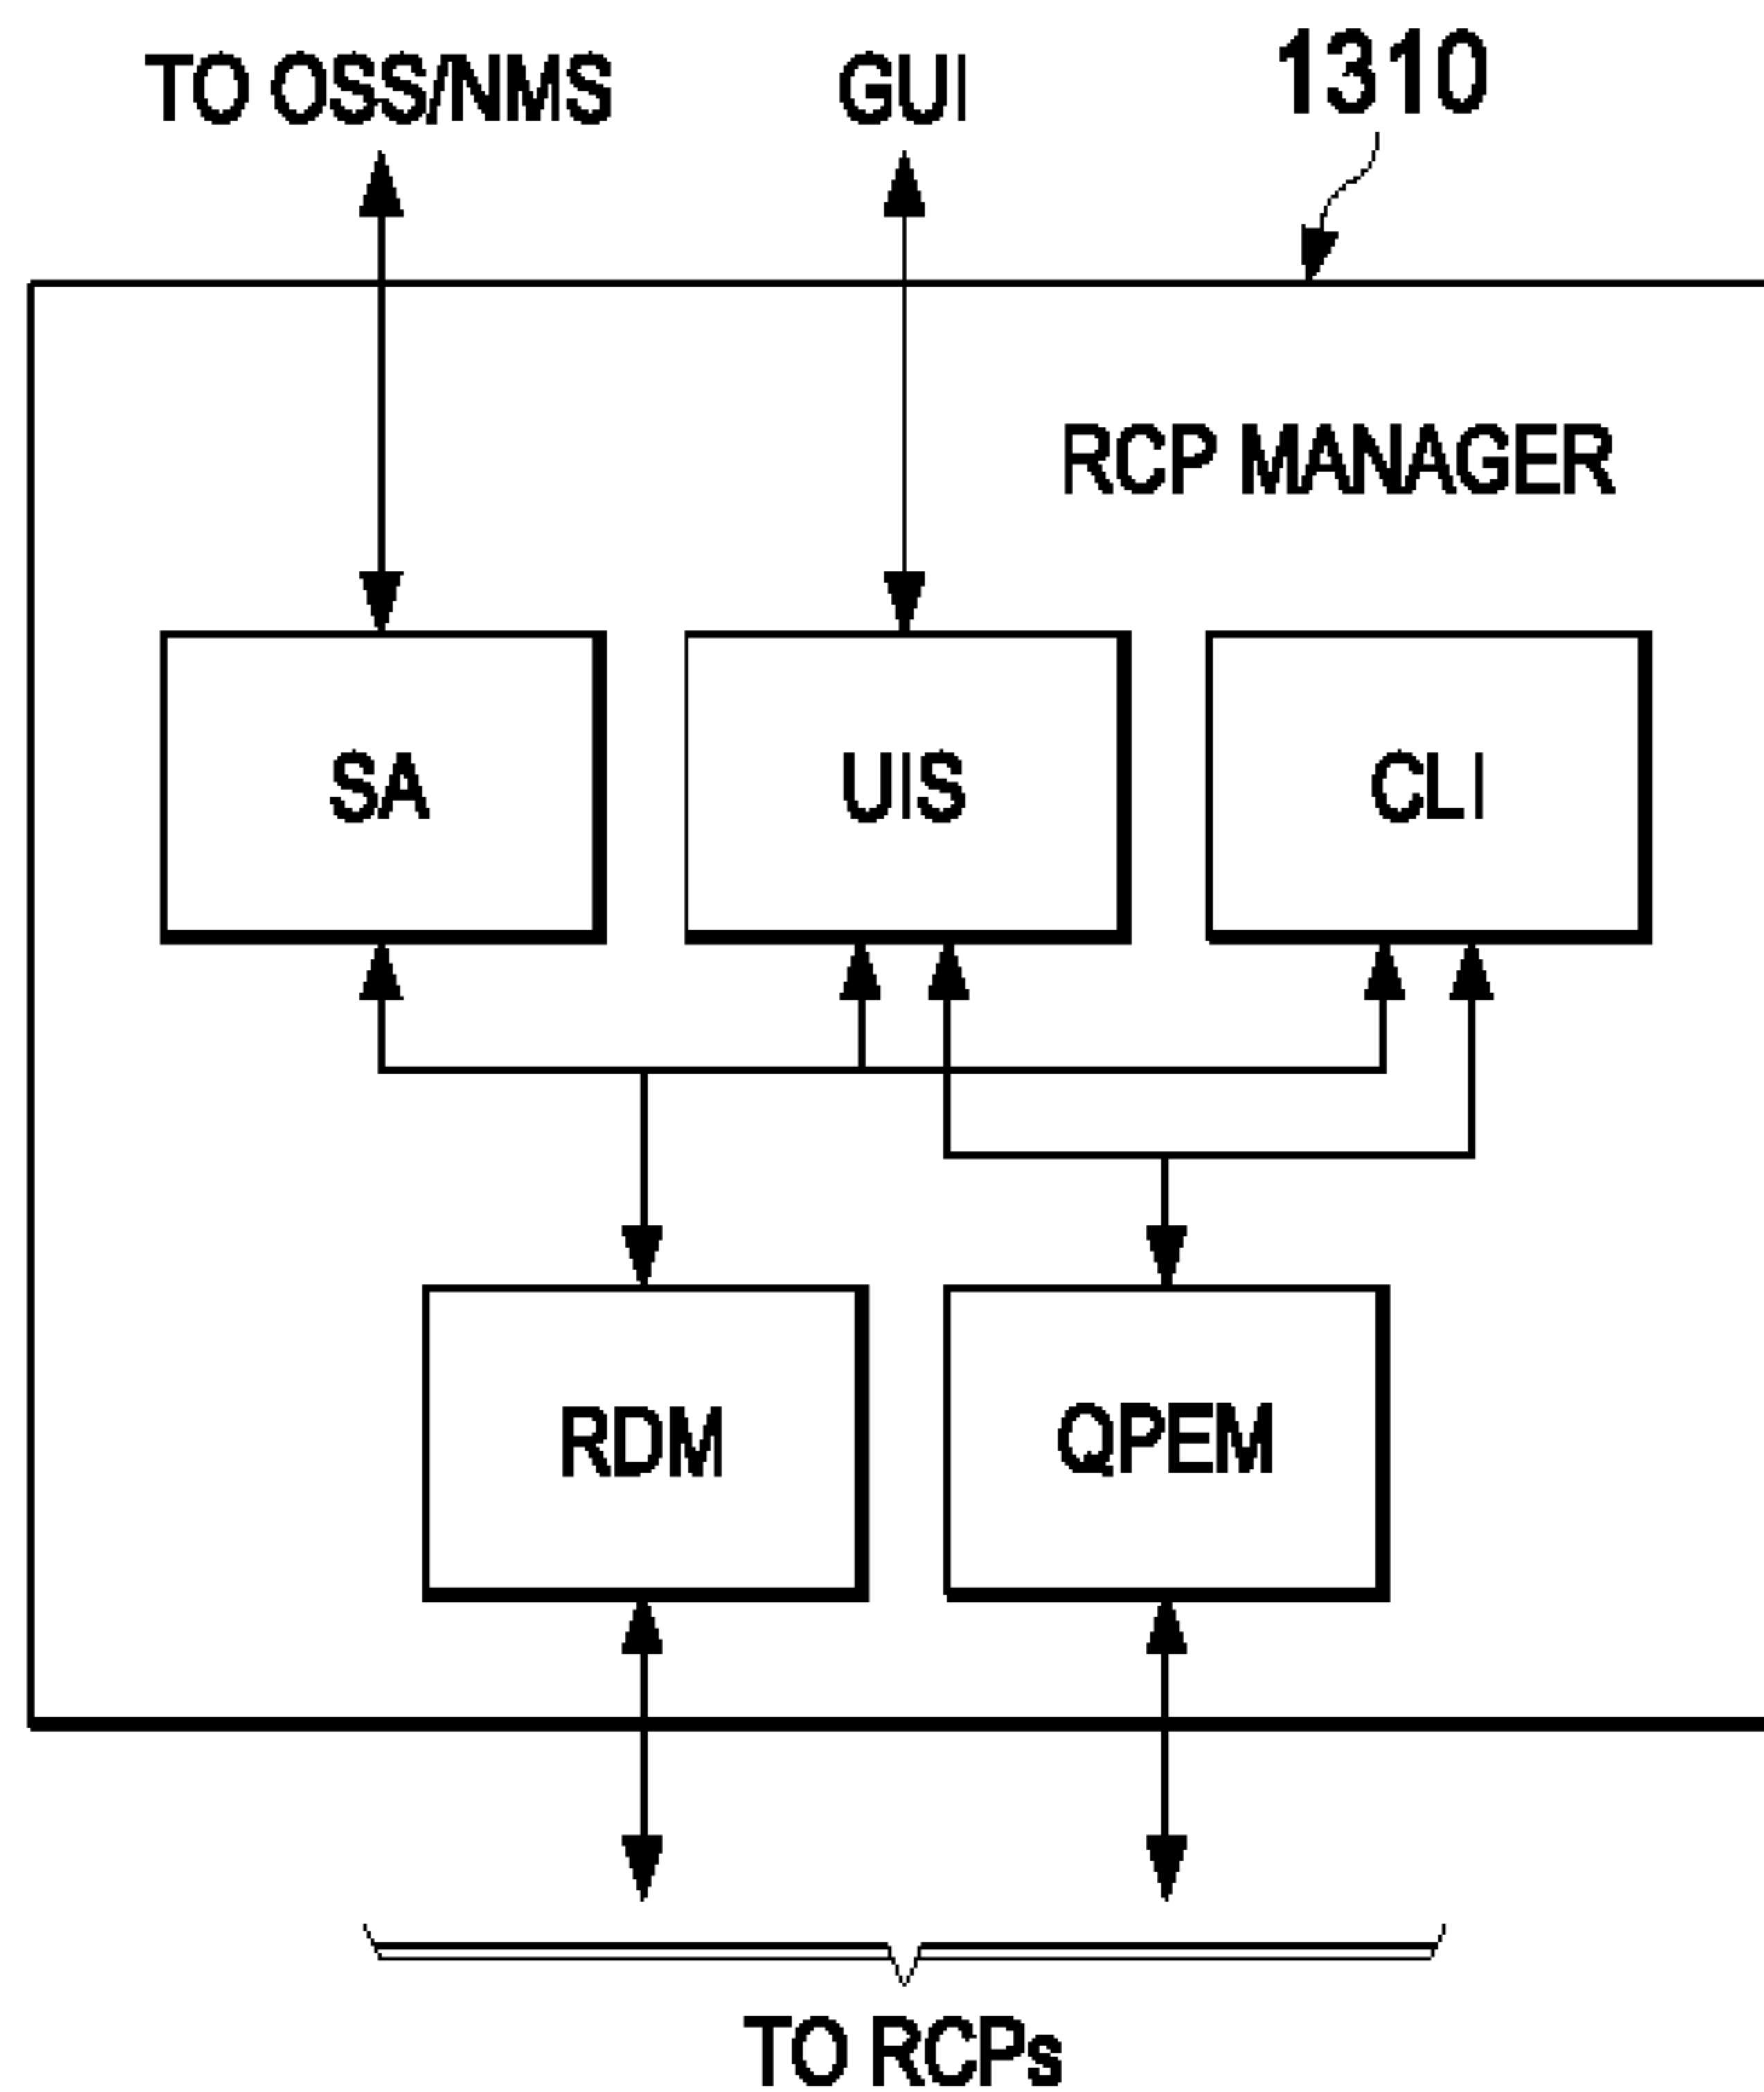 TO OSS/NMS
GUI
1310
RCP MANAGER
SA
UIS
CLI
RDM
QPEM
TO RCPs